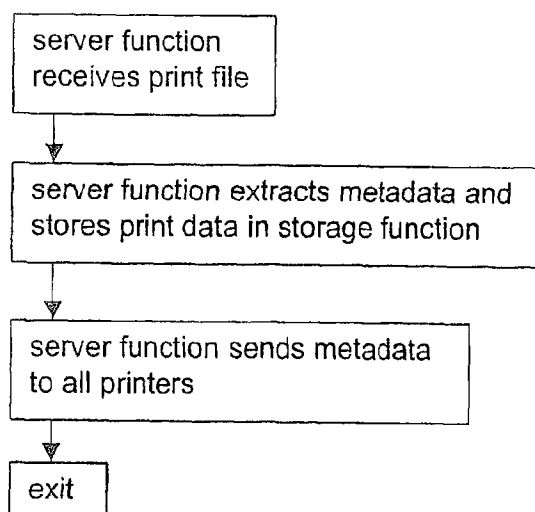 server function
receives print file
server function extracts metadata and
stores print data in storage function
server function sends metadata
to all printers
exit